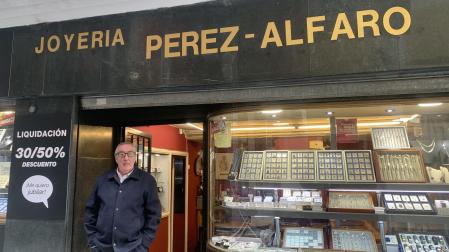 JOYERIA PEREZ-ALFARO
LIQUIDACIÓN
30/50%
DESCUENTO
¡Me quiero
jubilar!